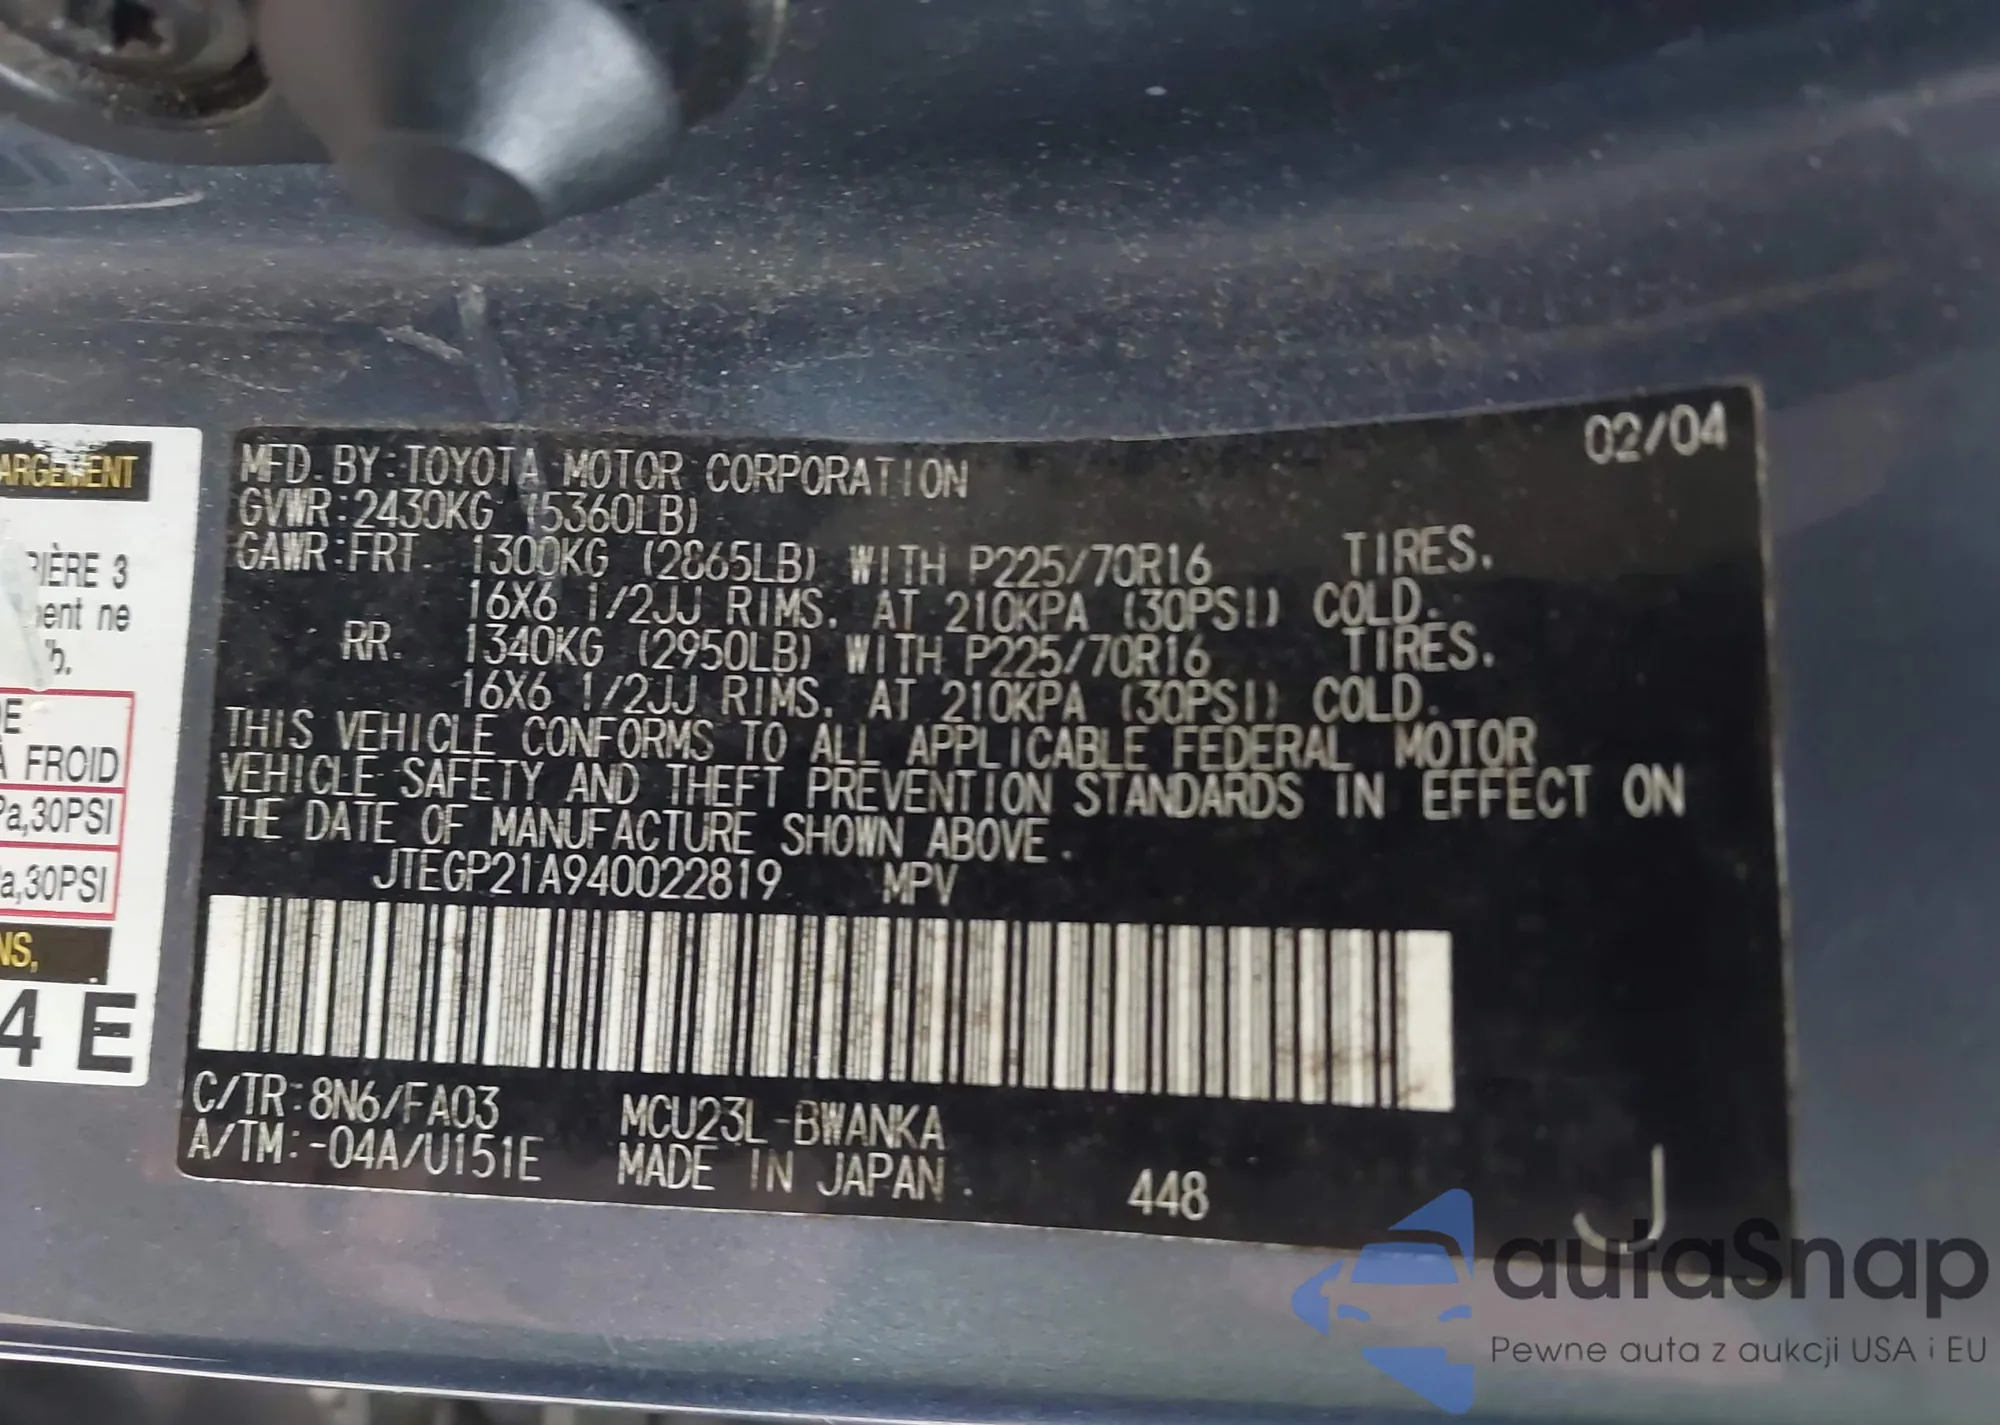 ARGEMENT
RIÈRE 3
ent ne
b.
DE
À FROID
Pa,30PSI
a,30PSI
NS,
4 E
02/04
MFD. BY:TOYOTA MOTOR CORPORATION
GVWR:2430KG (5360LB)
GAWR:FRT. 1300KG (2865LB) WITH P225/70R16 TIRES.
16X6 1/2JJ RIMS. AT 210KPA (30PSI) COLD.
RR. 1340KG (2950LB) WITH P225/70R16 TIRES.
16X6 1/2JJ RIMS. AT 210KPA (30PSI) COLD.
THIS VEHICLE CONFORMS TO ALL APPLICABLE FEDERAL MOTOR
VEHICLE SAFETY AND THEFT PREVENTION STANDARDS IN EFFECT ON
THE DATE OF MANUFACTURE SHOWN ABOVE.
JTEGP21A940022819 MPV
C/TR:8N6/FA03 MCU23L-BWANKA
A/TM:-04A/U151E MADE IN JAPAN. 448
J
autaSnap
Pewne auta z aukcji USA i EU